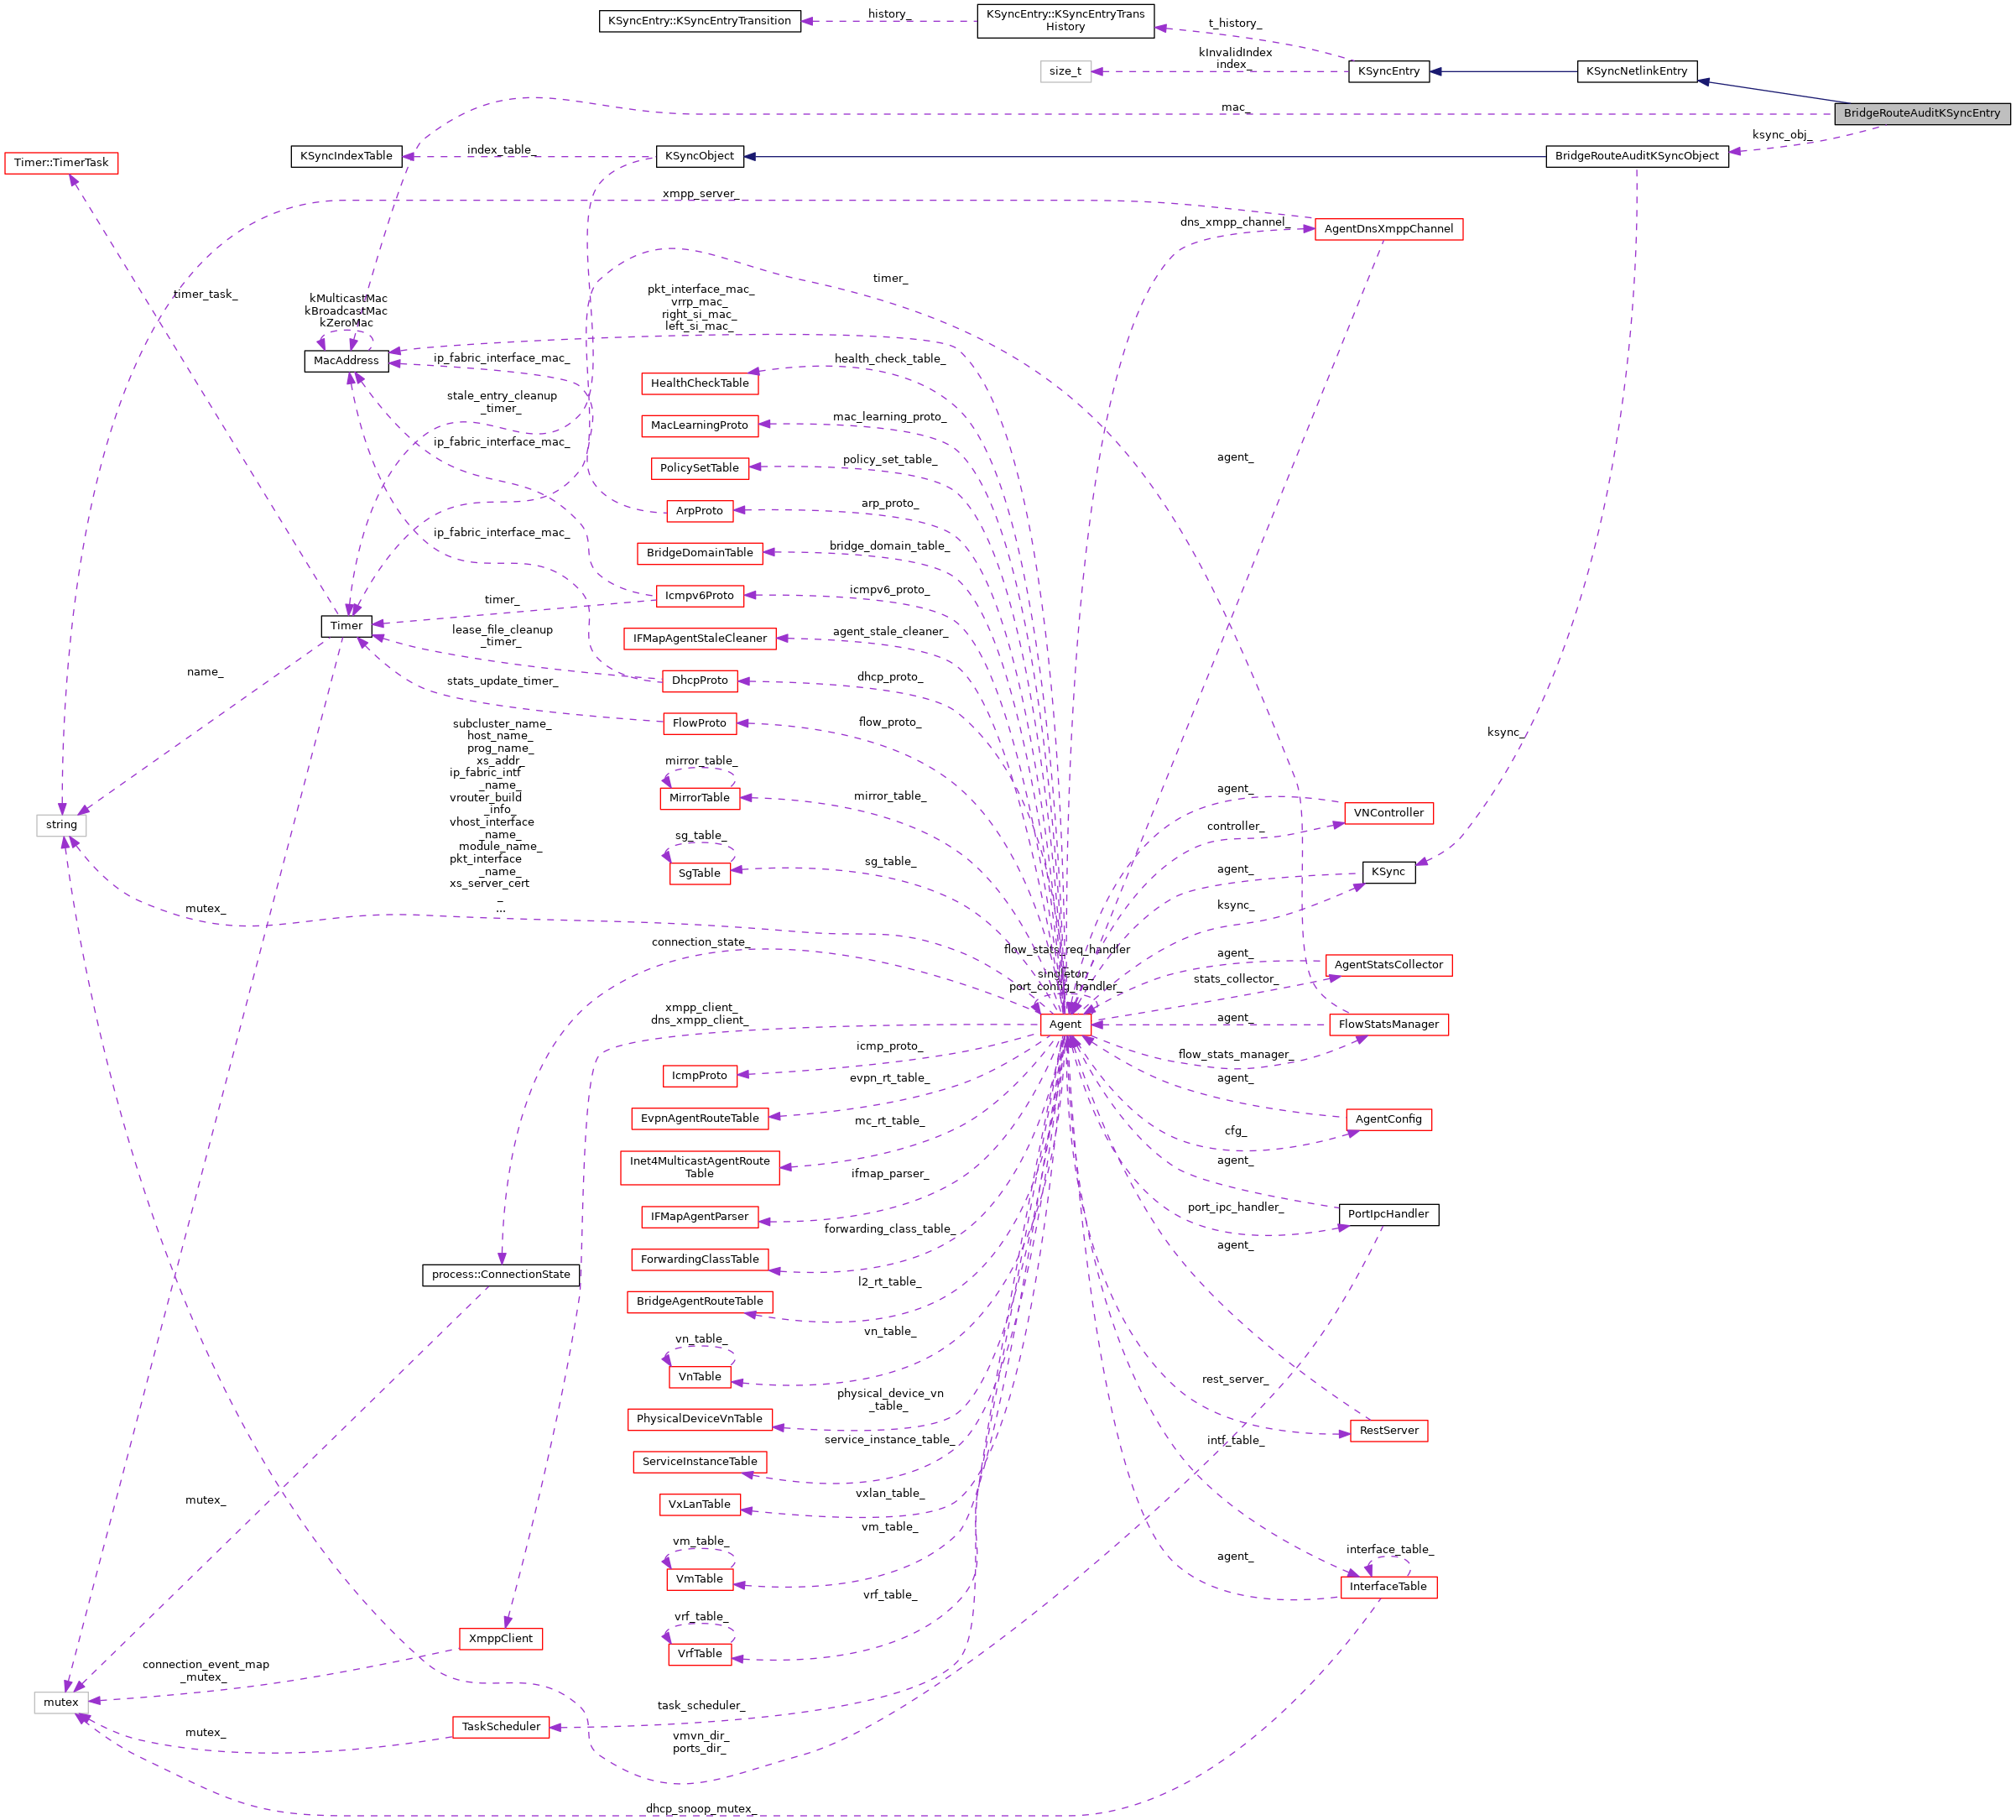 KSyncEntry::KSyncEntryTransition
history_
KSyncEntry::KSyncEntryTrans
History
t_history_
size_t
kInvalidIndex
index_
KSyncEntry
KSyncNetlinkEntry
mac_
BridgeRouteAuditKSyncEntry
ksync_obj_
Timer::TimerTask
KSyncIndexTable
index_table_
KSyncObject
BridgeRouteAuditKSyncObject
xmpp_server_
dns_xmpp_channel_
AgentDnsXmppChannel
timer_task_
timer_
kMulticastMac
kBroadcastMac
kZeroMac
MacAddress
pkt_interface_mac_
vrrp_mac_
right_si_mac_
left_si_mac_
ip_fabric_interface_mac_
health_check_table_
HealthCheckTable
stale_entry_cleanup
_timer_
mac_learning_proto_
MacLearningProto
ip_fabric_interface_mac_
policy_set_table_
PolicySetTable
agent_
arp_proto_
ArpProto
ip_fabric_interface_mac_
bridge_domain_table_
BridgeDomainTable
icmpv6_proto_
Icmpv6Proto
timer_
Timer
lease_file_cleanup
_timer_
agent_stale_cleaner_
IFMapAgentStaleCleaner
name_
stats_update_timer_
dhcp_proto_
DhcpProto
flow_proto_
FlowProto
subcluster_name_
host_name_
prog_name_
xs_addr_
ip_fabric_intf
_name_
vrouter_build
_info_
vhost_interface
_name_
module_name_
pkt_interface
_name_
xs_server_cert
_
...
ksync_
mirror_table_
MirrorTable
mirror_table_
agent_
VNController
controller_
string
sg_table_
SgTable
sg_table_
agent_
KSync
ksync_
mutex_
connection_state_
flow_stats_req_handler
_
singleton_
port_config_handler_
agent_
AgentStatsCollector
stats_collector_
xmpp_client_
dns_xmpp_client_
Agent
agent_
FlowStatsManager
flow_stats_manager_
icmp_proto_
IcmpProto
evpn_rt_table_
EvpnAgentRouteTable
agent_
AgentConfig
cfg_
mc_rt_table_
Inet4MulticastAgentRoute
Table
agent_
ifmap_parser_
IFMapAgentParser
port_ipc_handler_
PortIpcHandler
forwarding_class_table_
ForwardingClassTable
agent_
process::ConnectionState
l2_rt_table_
BridgeAgentRouteTable
vn_table_
VnTable
vn_table_
rest_server_
physical_device_vn
_table_
PhysicalDeviceVnTable
RestServer
service_instance_table_
ServiceInstanceTable
intf_table_
mutex_
vxlan_table_
VxLanTable
vm_table_
VmTable
vm_table_
agent_
interface_table_
InterfaceTable
vrf_table_
VrfTable
vrf_table_
XmppClient
connection_event_map
_mutex_
mutex
task_scheduler_
TaskScheduler
mutex_
vmvn_dir_
ports_dir_
dhcp_snoop_mutex_